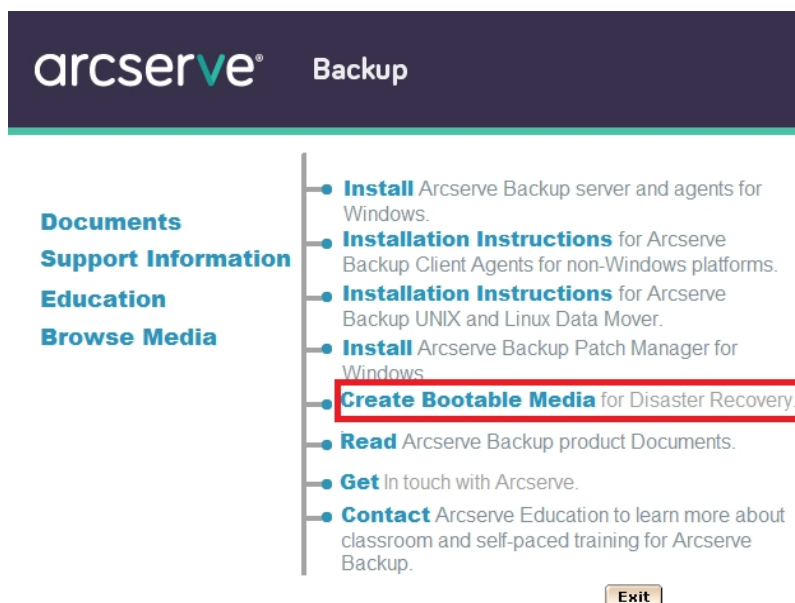 arcserve® Backup
Documents
Support Information
Education
Browse Media
Install Arcserve Backup server and agents for
Windows.
Installation Instructions for Arcserve
Backup Client Agents for non-Windows platforms.
Installation Instructions for Arcserve
Backup UNIX and Linux Data Mover.
Install Arcserve Backup Patch Manager for
Windows
Create Bootable Media for Disaster Recovery.
Read Arcserve Backup product Documents.
Get In touch with Arcserve.
Contact Arcserve Education to learn more about
classroom and self-paced training for Arcserve
Backup.
Exit